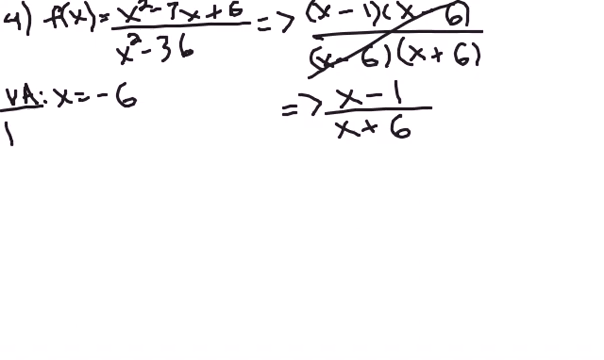 4) f(x) = x²-7x+6 / x²-36 => (x-1)(x-6) / (x-6)(x+6)
VA: x = -6 => x-1 / x+6